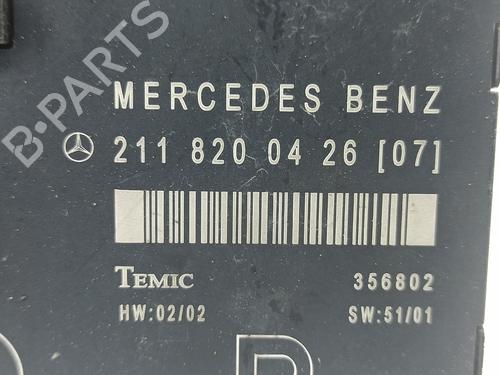 B-PARTS
MERCEDES BENZ
211 820 04 26 [07]
TEMIC 356802
HW:02/02 SW:51/01